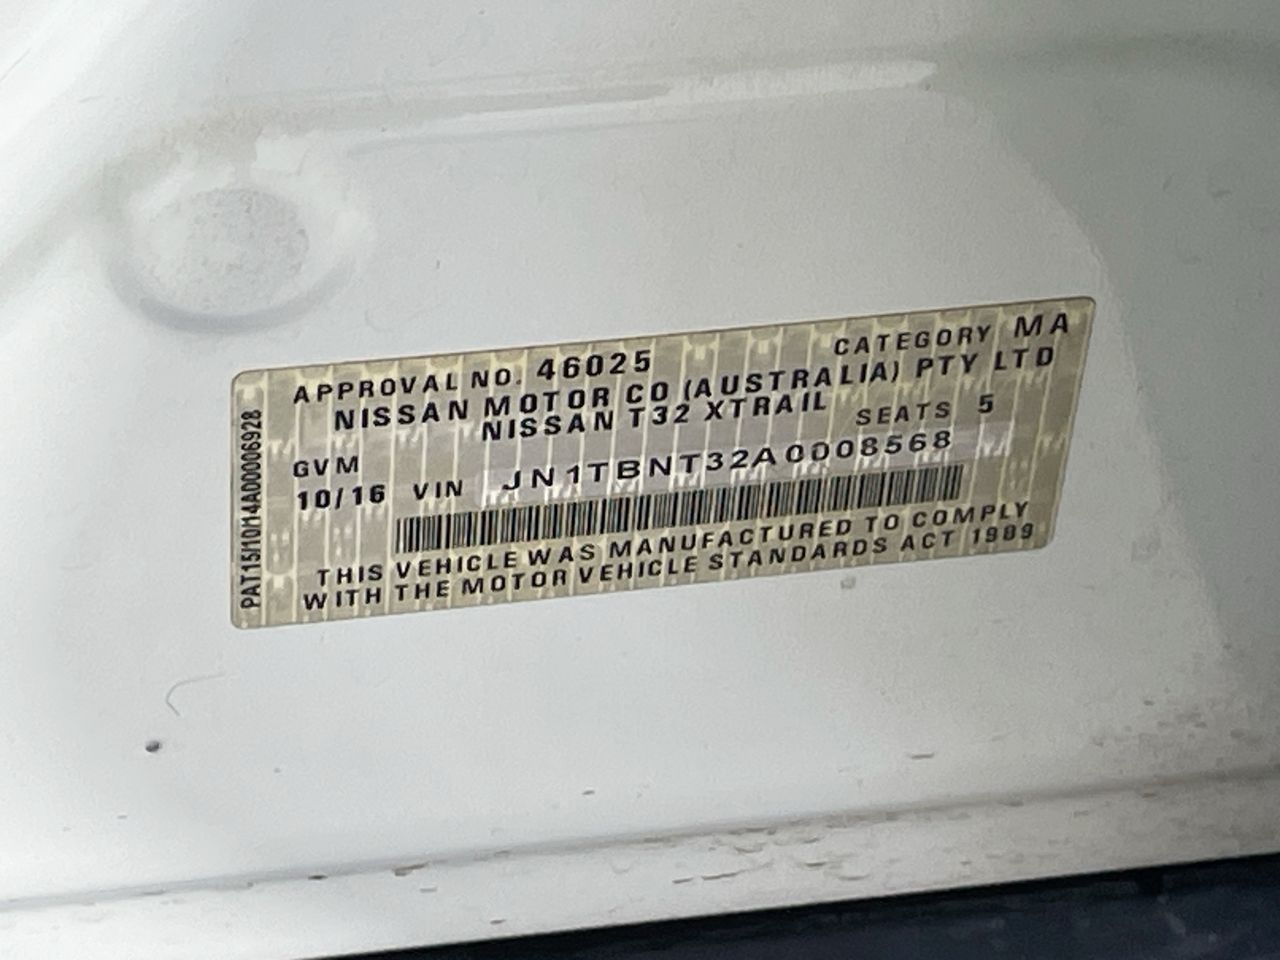 APPROVAL NO. 46025 CATEGORY MA
NISSAN MOTOR CO (AUSTRALIA) PTY LTD
NISSAN T32 XTRAIL SEATS 5
GVM
10/16 VIN JN1TBNT32A0008568
THIS VEHICLE WAS MANUFACTURED TO COMPLY
WITH THE MOTOR VEHICLE STANDARDS ACT 1989
PAT15/10/14A00006928